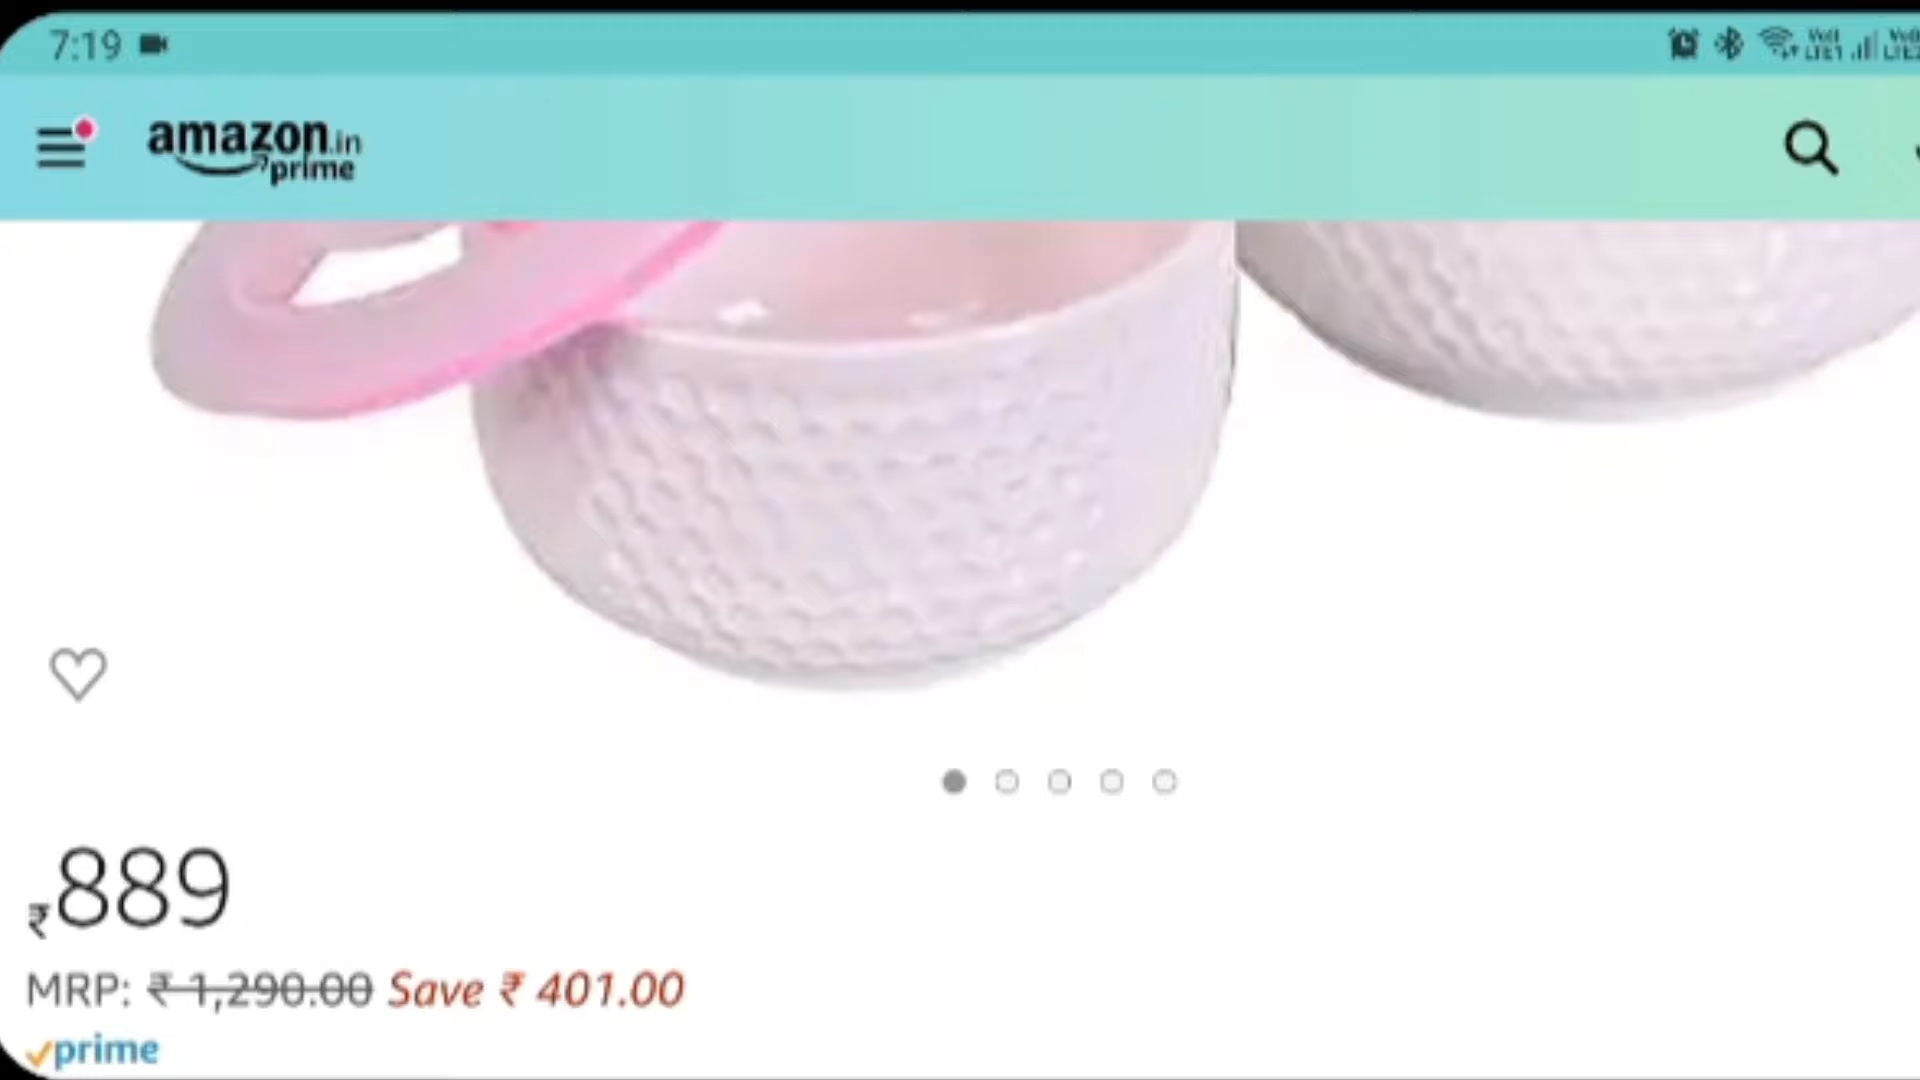 7:19
amazon.in
prime
₹889
MRP: ₹ 1,290.00 Save ₹ 401.00
prime